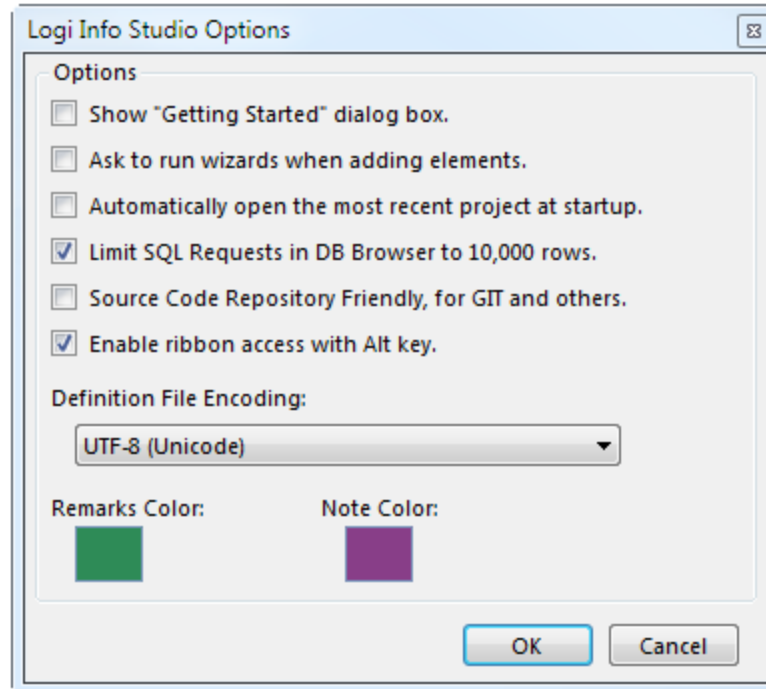 Logi Info Studio Options
Options
Show "Getting Started" dialog box.
Ask to run wizards when adding elements.
Automatically open the most recent project at startup.
Limit SQL Requests in DB Browser to 10,000 rows.
Source Code Repository Friendly, for GIT and others.
Enable ribbon access with Alt key.
Definition File Encoding:
UTF-8 (Unicode)
Remarks Color: Note Color:
OK Cancel